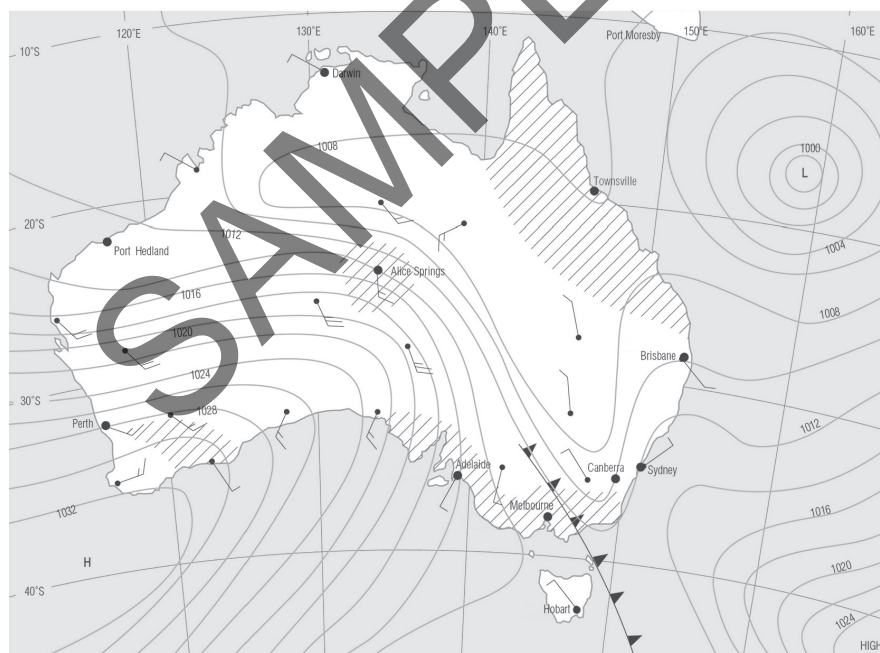 120°E
130°E
140°E
150°E
160°E
Port Moresby
10°S
Darwin
1008
1000
L
Townsville
20°S
1012
Port Hedland
1004
Alice Springs
1016
1008
1020
Brisbane
1024
30°S
1028
Perth
1012
Adelaide
Canberra
Sydney
1032
Melbourne
1016
H
1020
40°S
Hobart
1024
HIGH
SAMPLE